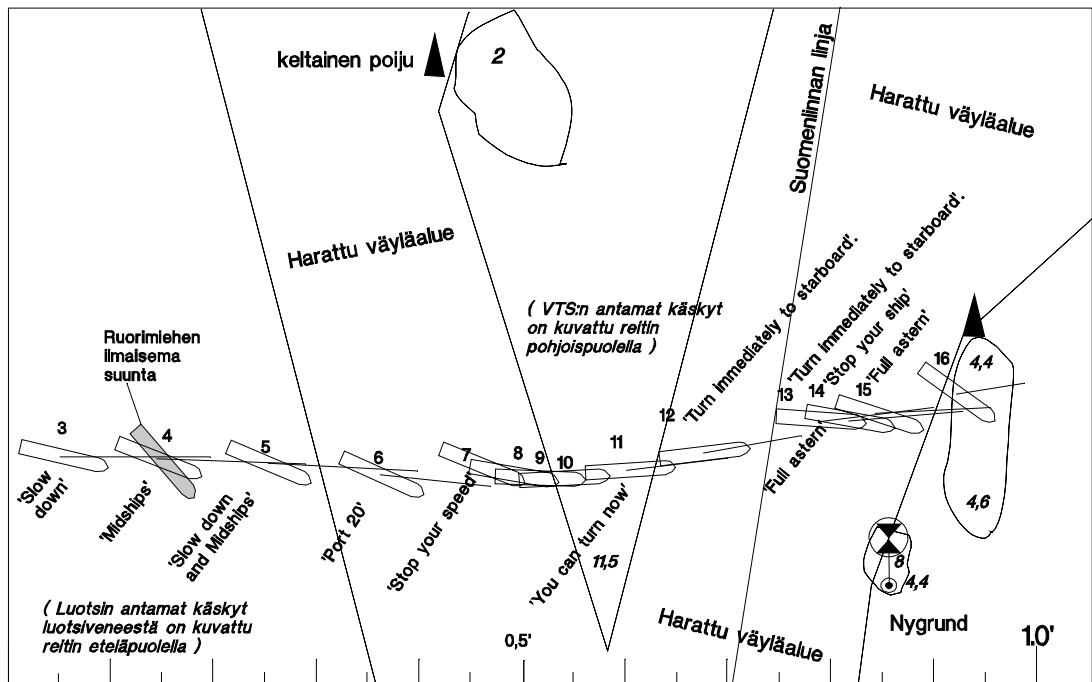 keltainen poiju
2
Suomenlinnan linja
Harattu väyläalue
Harattu väyläalue
( VTS:n antamat käskyt
on kuvattu reitin
pohjoispuolella )
'Turn immediately to starboard'.
'Turn immediately to starboard'.
'Stop your ship'
'Full astern'
Ruorimiehen
ilmaisema
suunta
3
4
5
6
7
8
9
10
11
12
13
14
15
16
4,4
4,6
'Slow
down'
'Midships'
'Slow down
and Midships'
'Port 20'
'Stop your speed'
'You can turn now'
'Full astern'
11,5
8
4,4
Nygrund
( Luotsin antamat käskyt
luotsiveneestä on kuvattu
reitin eteläpuolella )
Harattu väyläalue
0,5'
1.0'